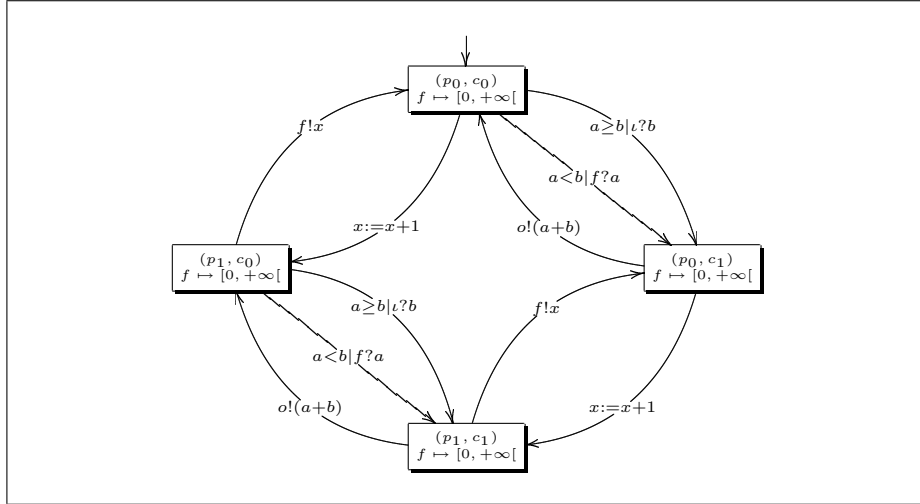 (p₀, c₀)
f ↦ [0, +∞[
f!x
a≥b|ι?b
a<b|f?a
x:=x+1
o!(a+b)
(p₁, c₀)
f ↦ [0, +∞[
(p₀, c₁)
f ↦ [0, +∞[
a≥b|ι?b
f!x
a<b|f?a
o!(a+b)
x:=x+1
(p₁, c₁)
f ↦ [0, +∞[